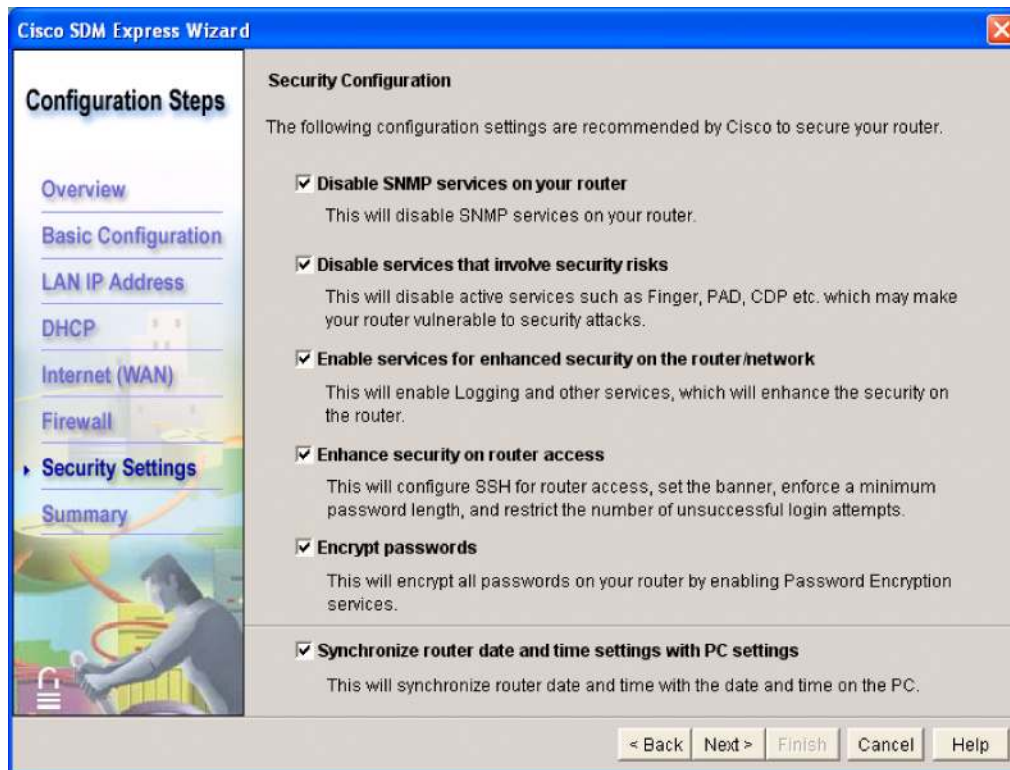 Cisco SDM Express Wizard
Configuration Steps
Overview
Basic Configuration
LAN IP Address
DHCP
Internet (WAN)
Firewall
Security Settings
Summary
Security Configuration
The following configuration settings are recommended by Cisco to secure your router.
Disable SNMP services on your router
This will disable SNMP services on your router.
Disable services that involve security risks
This will disable active services such as Finger, PAD, CDP etc. which may make
your router vulnerable to security attacks.
Enable services for enhanced security on the router/network
This will enable Logging and other services, which will enhance the security on
the router.
Enhance security on router access
This will configure SSH for router access, set the banner, enforce a minimum
password length, and restrict the number of unsuccessful login attempts.
Encrypt passwords
This will encrypt all passwords on your router by enabling Password Encryption
services.
Synchronize router date and time settings with PC settings
This will synchronize router date and time with the date and time on the PC.
< Back Next > Finish Cancel Help